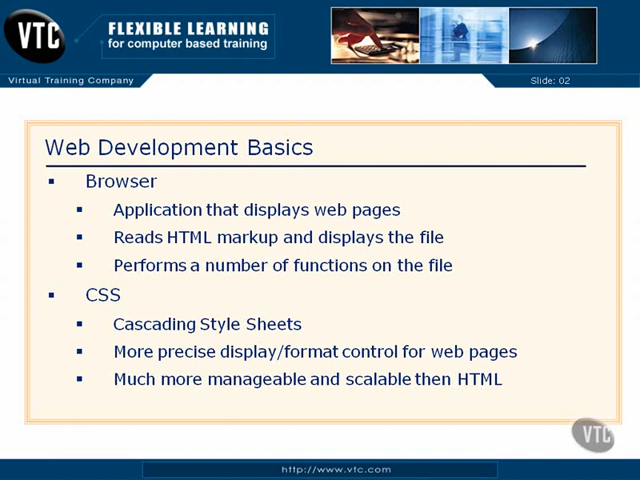 VTC
FLEXIBLE LEARNING
for computer based training
Virtual Training Company
Slide: 02
Web Development Basics
▪ Browser
▪ Application that displays web pages
▪ Reads HTML markup and displays the file
▪ Performs a number of functions on the file
▪ CSS
▪ Cascading Style Sheets
▪ More precise display/format control for web pages
▪ Much more manageable and scalable then HTML
VTC
http://www.vtc.com